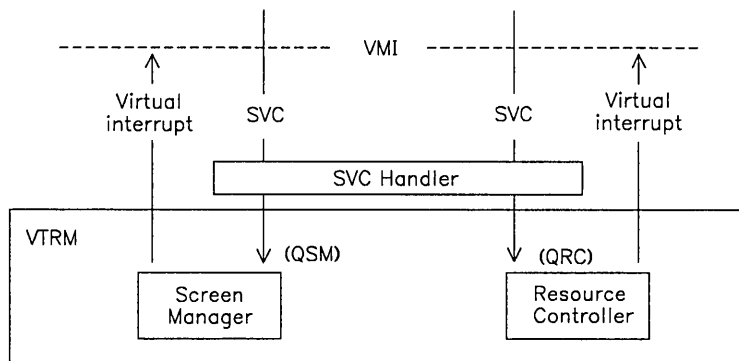 VMI
Virtual
interrupt
SVC
SVC
Virtual
interrupt
SVC Handler
VTRM
(QSM)
(QRC)
Screen
Manager
Resource
Controller